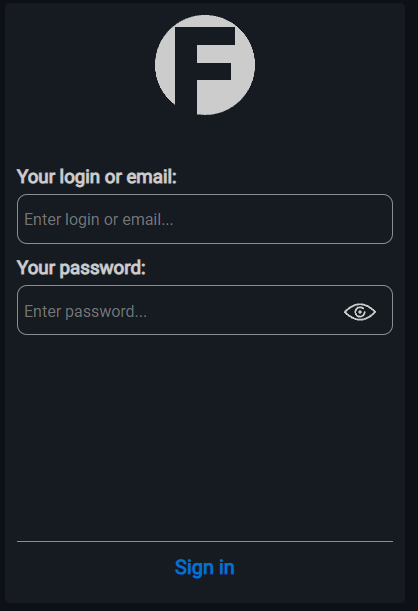 F
Your login or email:
Enter login or email...
Your password:
Enter password...
Sign in